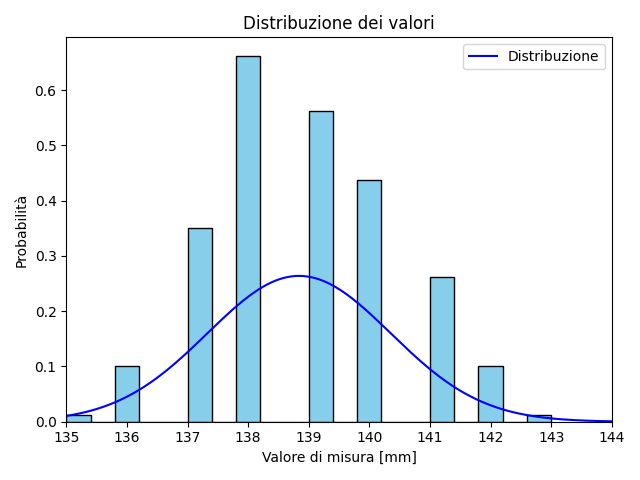 Distribuzione dei valori
Distribuzione
Probabilità
0.6
0.5
0.4
0.3
0.2
0.1
0.0
135 136 137 138 139 140 141 142 143 144
Valore di misura [mm]